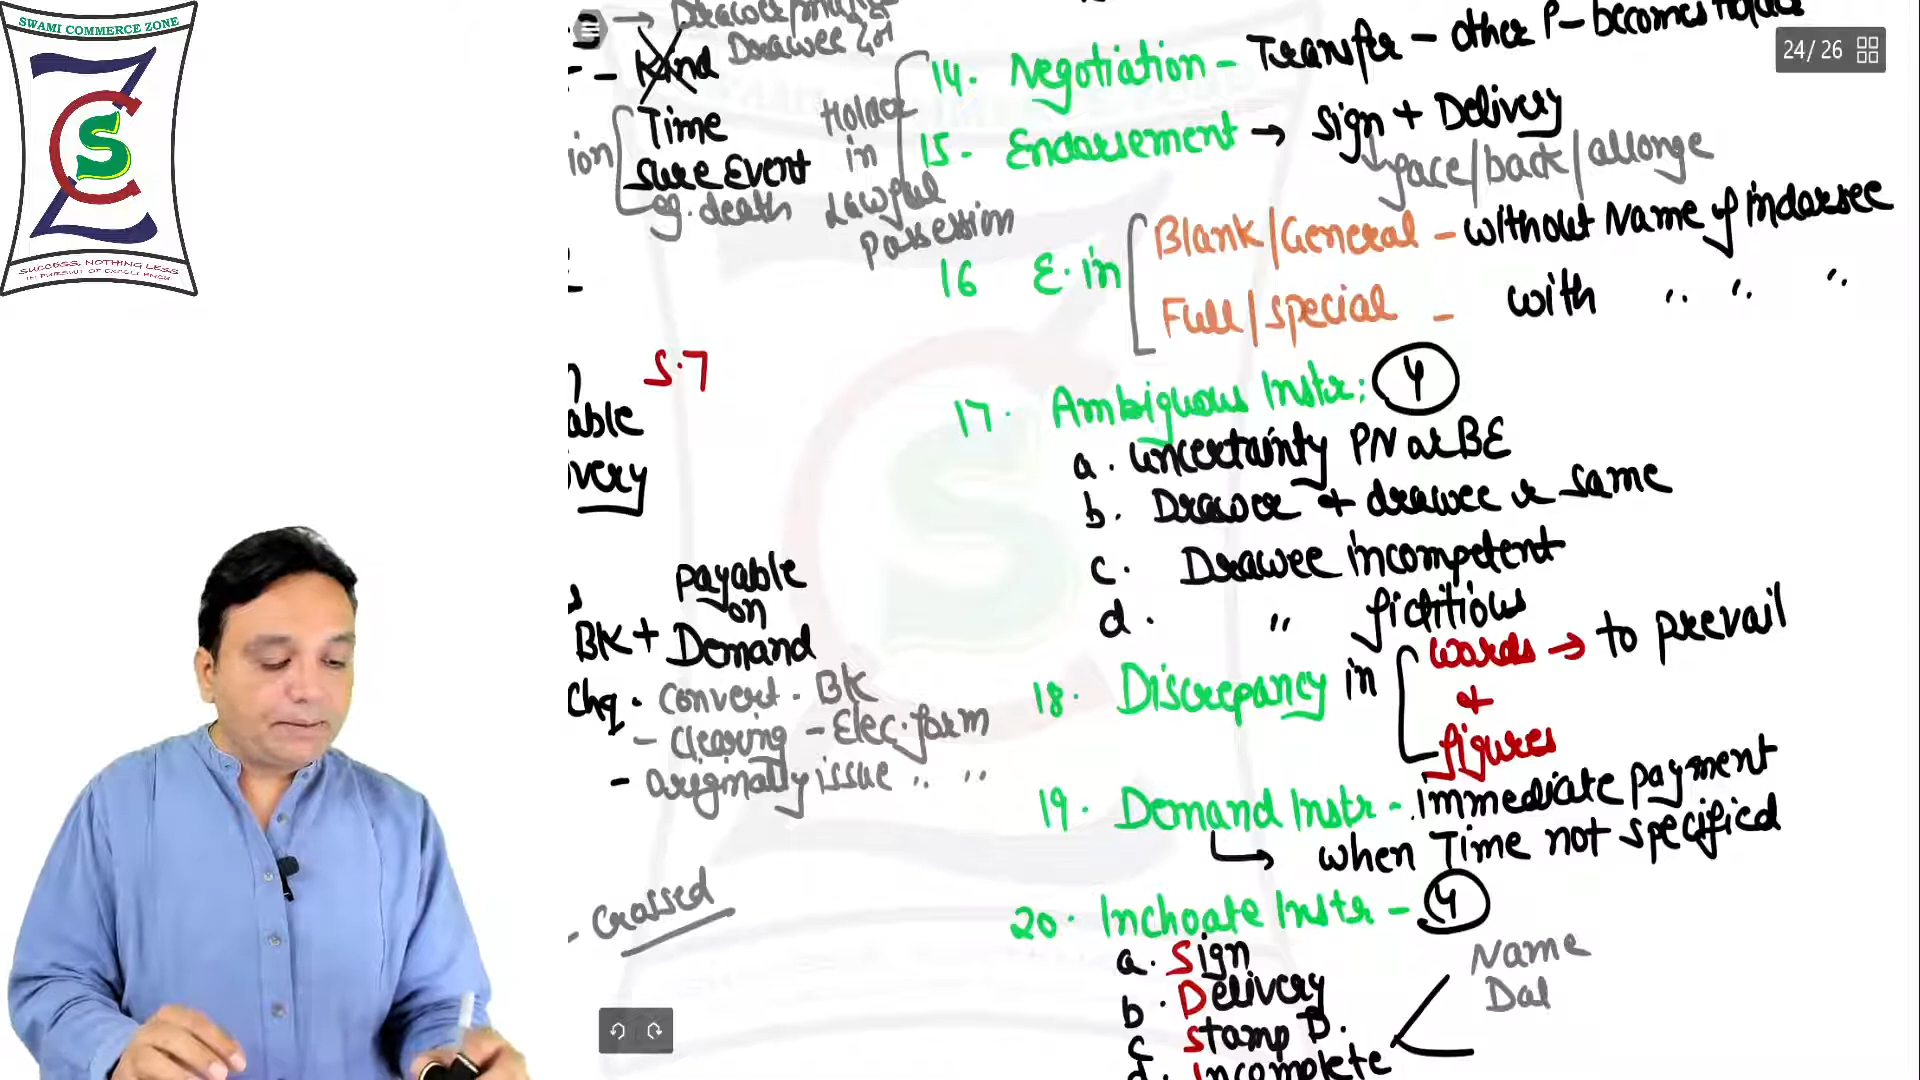 SWAMI COMMERCE ZONE
SUCCESS, NOTHING LESS
24/26
Drawee
- Kind
Time
Sure Event
eg. death
Holder
in
Lawful
Possession
S.7
able
very
payable
on
BK + Demand
Chq. Convert - BK
- Clearing - Elec. form
- Originally issue " "
- Crossed
14. Negotiation - Transfer - other P - becomes Holder
15. Endorsement → Sign + Delivery
face/back/allonge
16 E. in
Blank/General - without Name of indorsee
Full/special - with " " "
17. Ambiguous Instr: 4
a. Uncertainty PN or BE
b. Drawer & drawee r same
c. Drawee incompetent
d. " fictitious
18. Discrepancy in words → to prevail
&
figures
19. Demand Instr - immediate payment
↳ when Time not specified
20. Inchoate Instr - 4
a. Sign
b. Delivery
c Stamp D.
d. Incomplete
Name
Dat